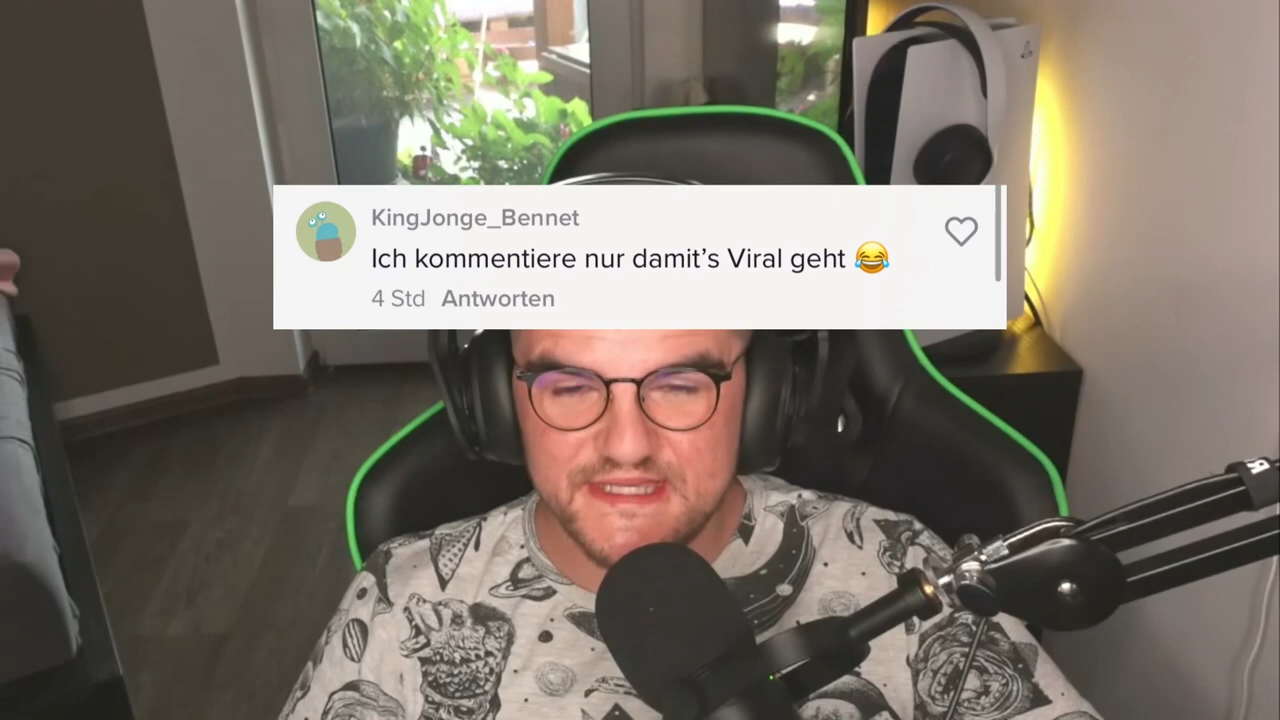 KingJonge_Bennet
Ich kommentiere nur damit’s Viral geht 😂
4 Std Antworten